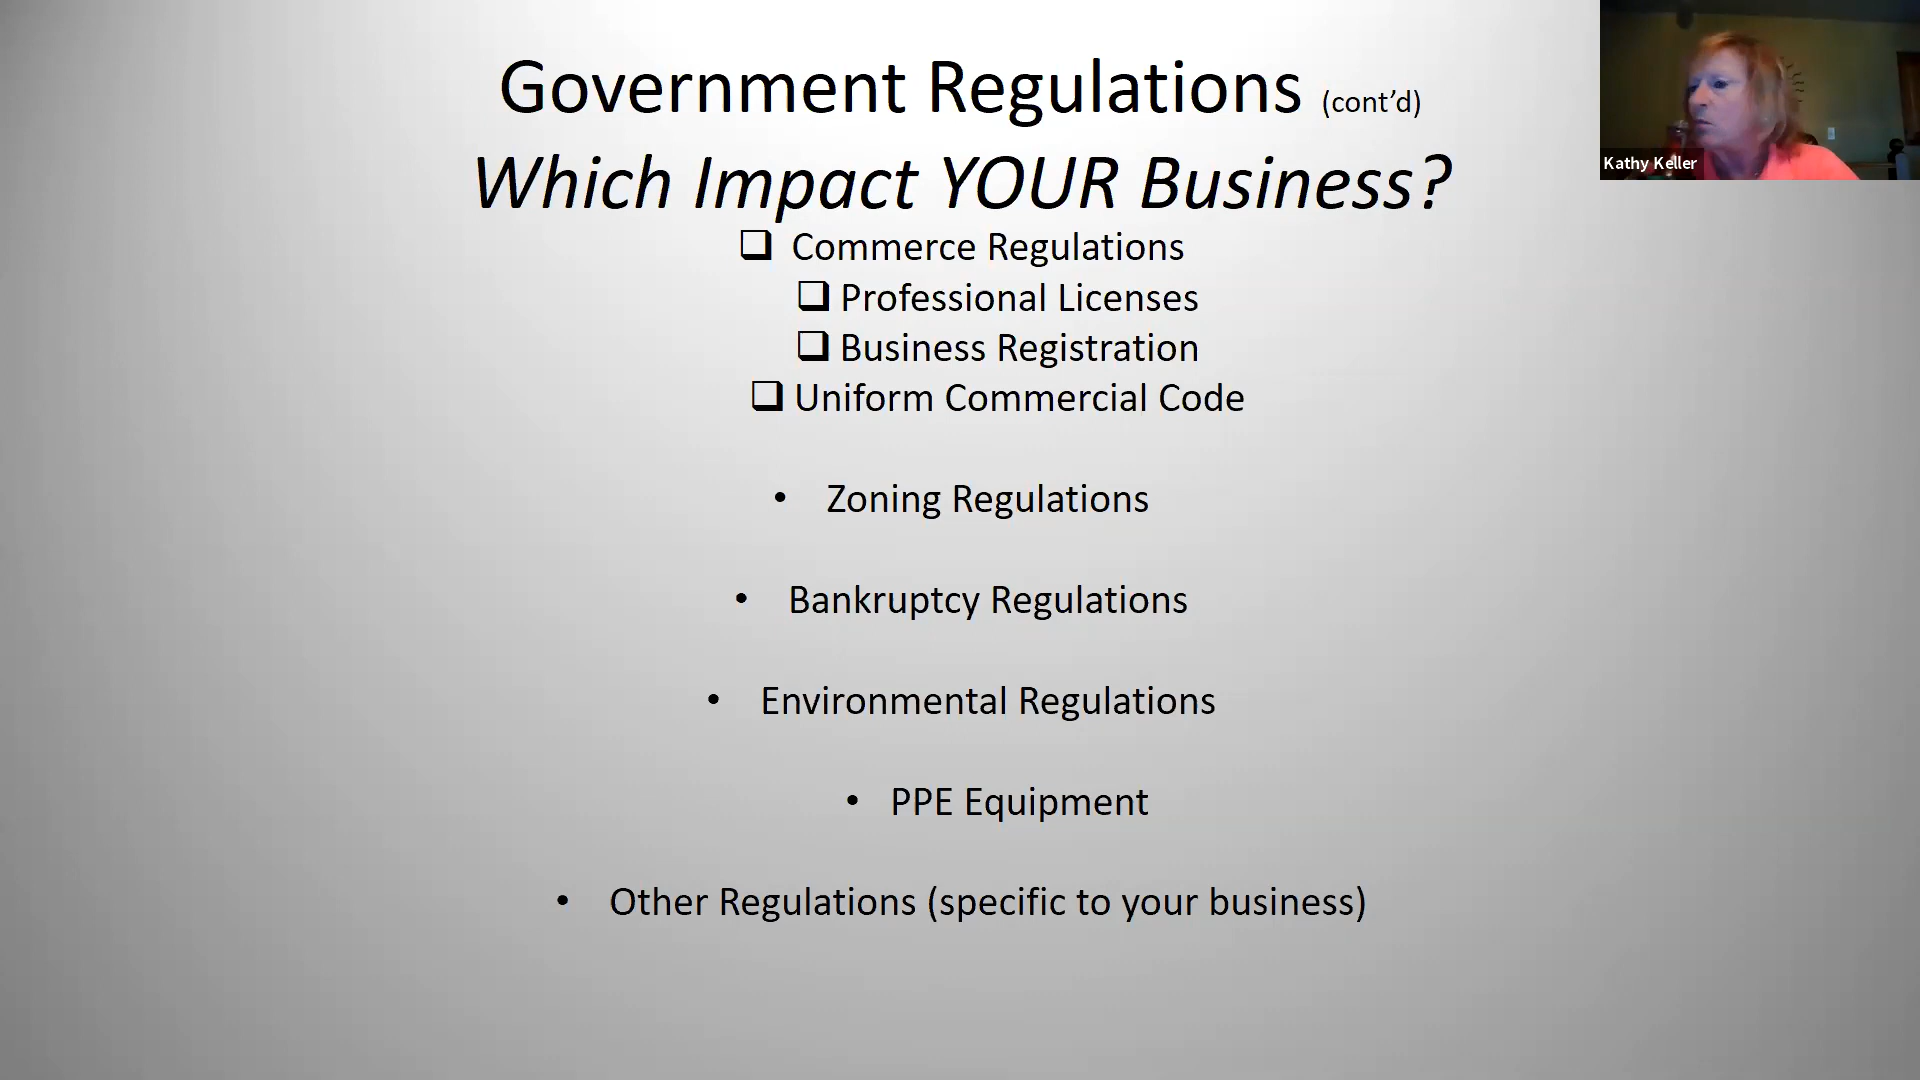 Government Regulations (cont’d)
Which Impact YOUR Business?
❑ Commerce Regulations
❑ Professional Licenses
❑ Business Registration
❑ Uniform Commercial Code
• Zoning Regulations
• Bankruptcy Regulations
• Environmental Regulations
• PPE Equipment
• Other Regulations (specific to your business)
Kathy Keller